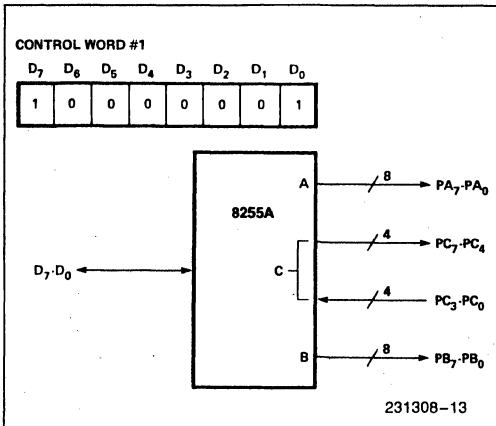 CONTROL WORD #1
D7 D6 D5 D4 D3 D2 D1 D0
1 0 0 0 0 0 0 1
8255A
A
8
PA7-PA0
4
PC7-PC4
D7-D0
C
4
PC3-PC0
B
8
PB7-PB0
231308–13